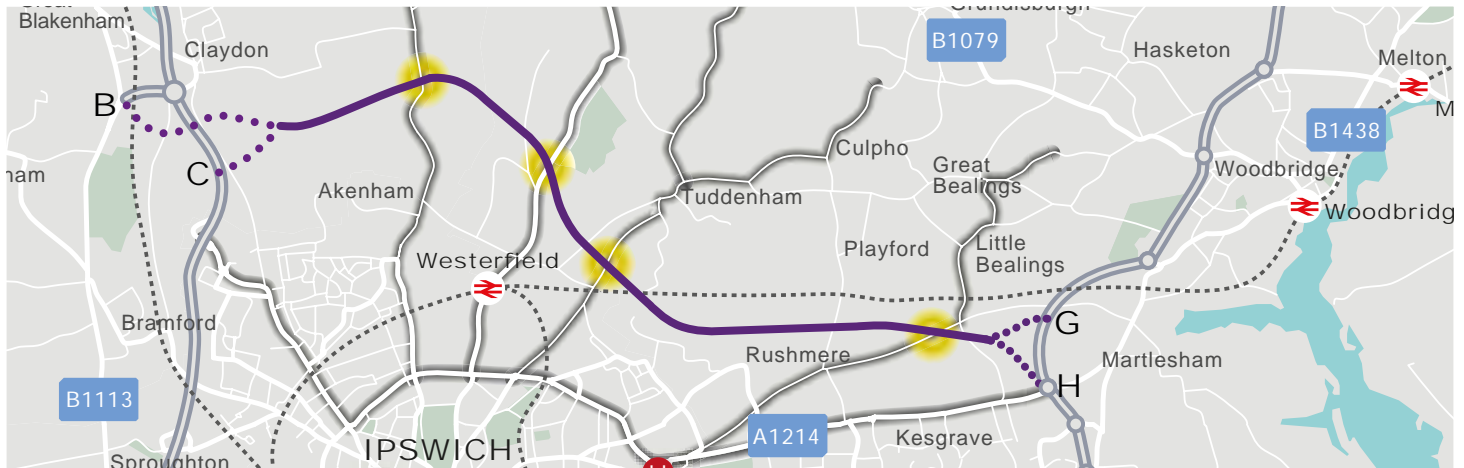 Blakenham
Claydon
B1079
Hasketon
Melton
B
B1438
C
Culpho
Great
Bealings
Woodbridge
Akenham
Tuddenham
Woodbridg
Playford
Little
Bealings
Westerfield
Bramford
G
Rushmere
Martlesham
H
B1113
A1214
Kesgrave
IPSWICH
Sproughton